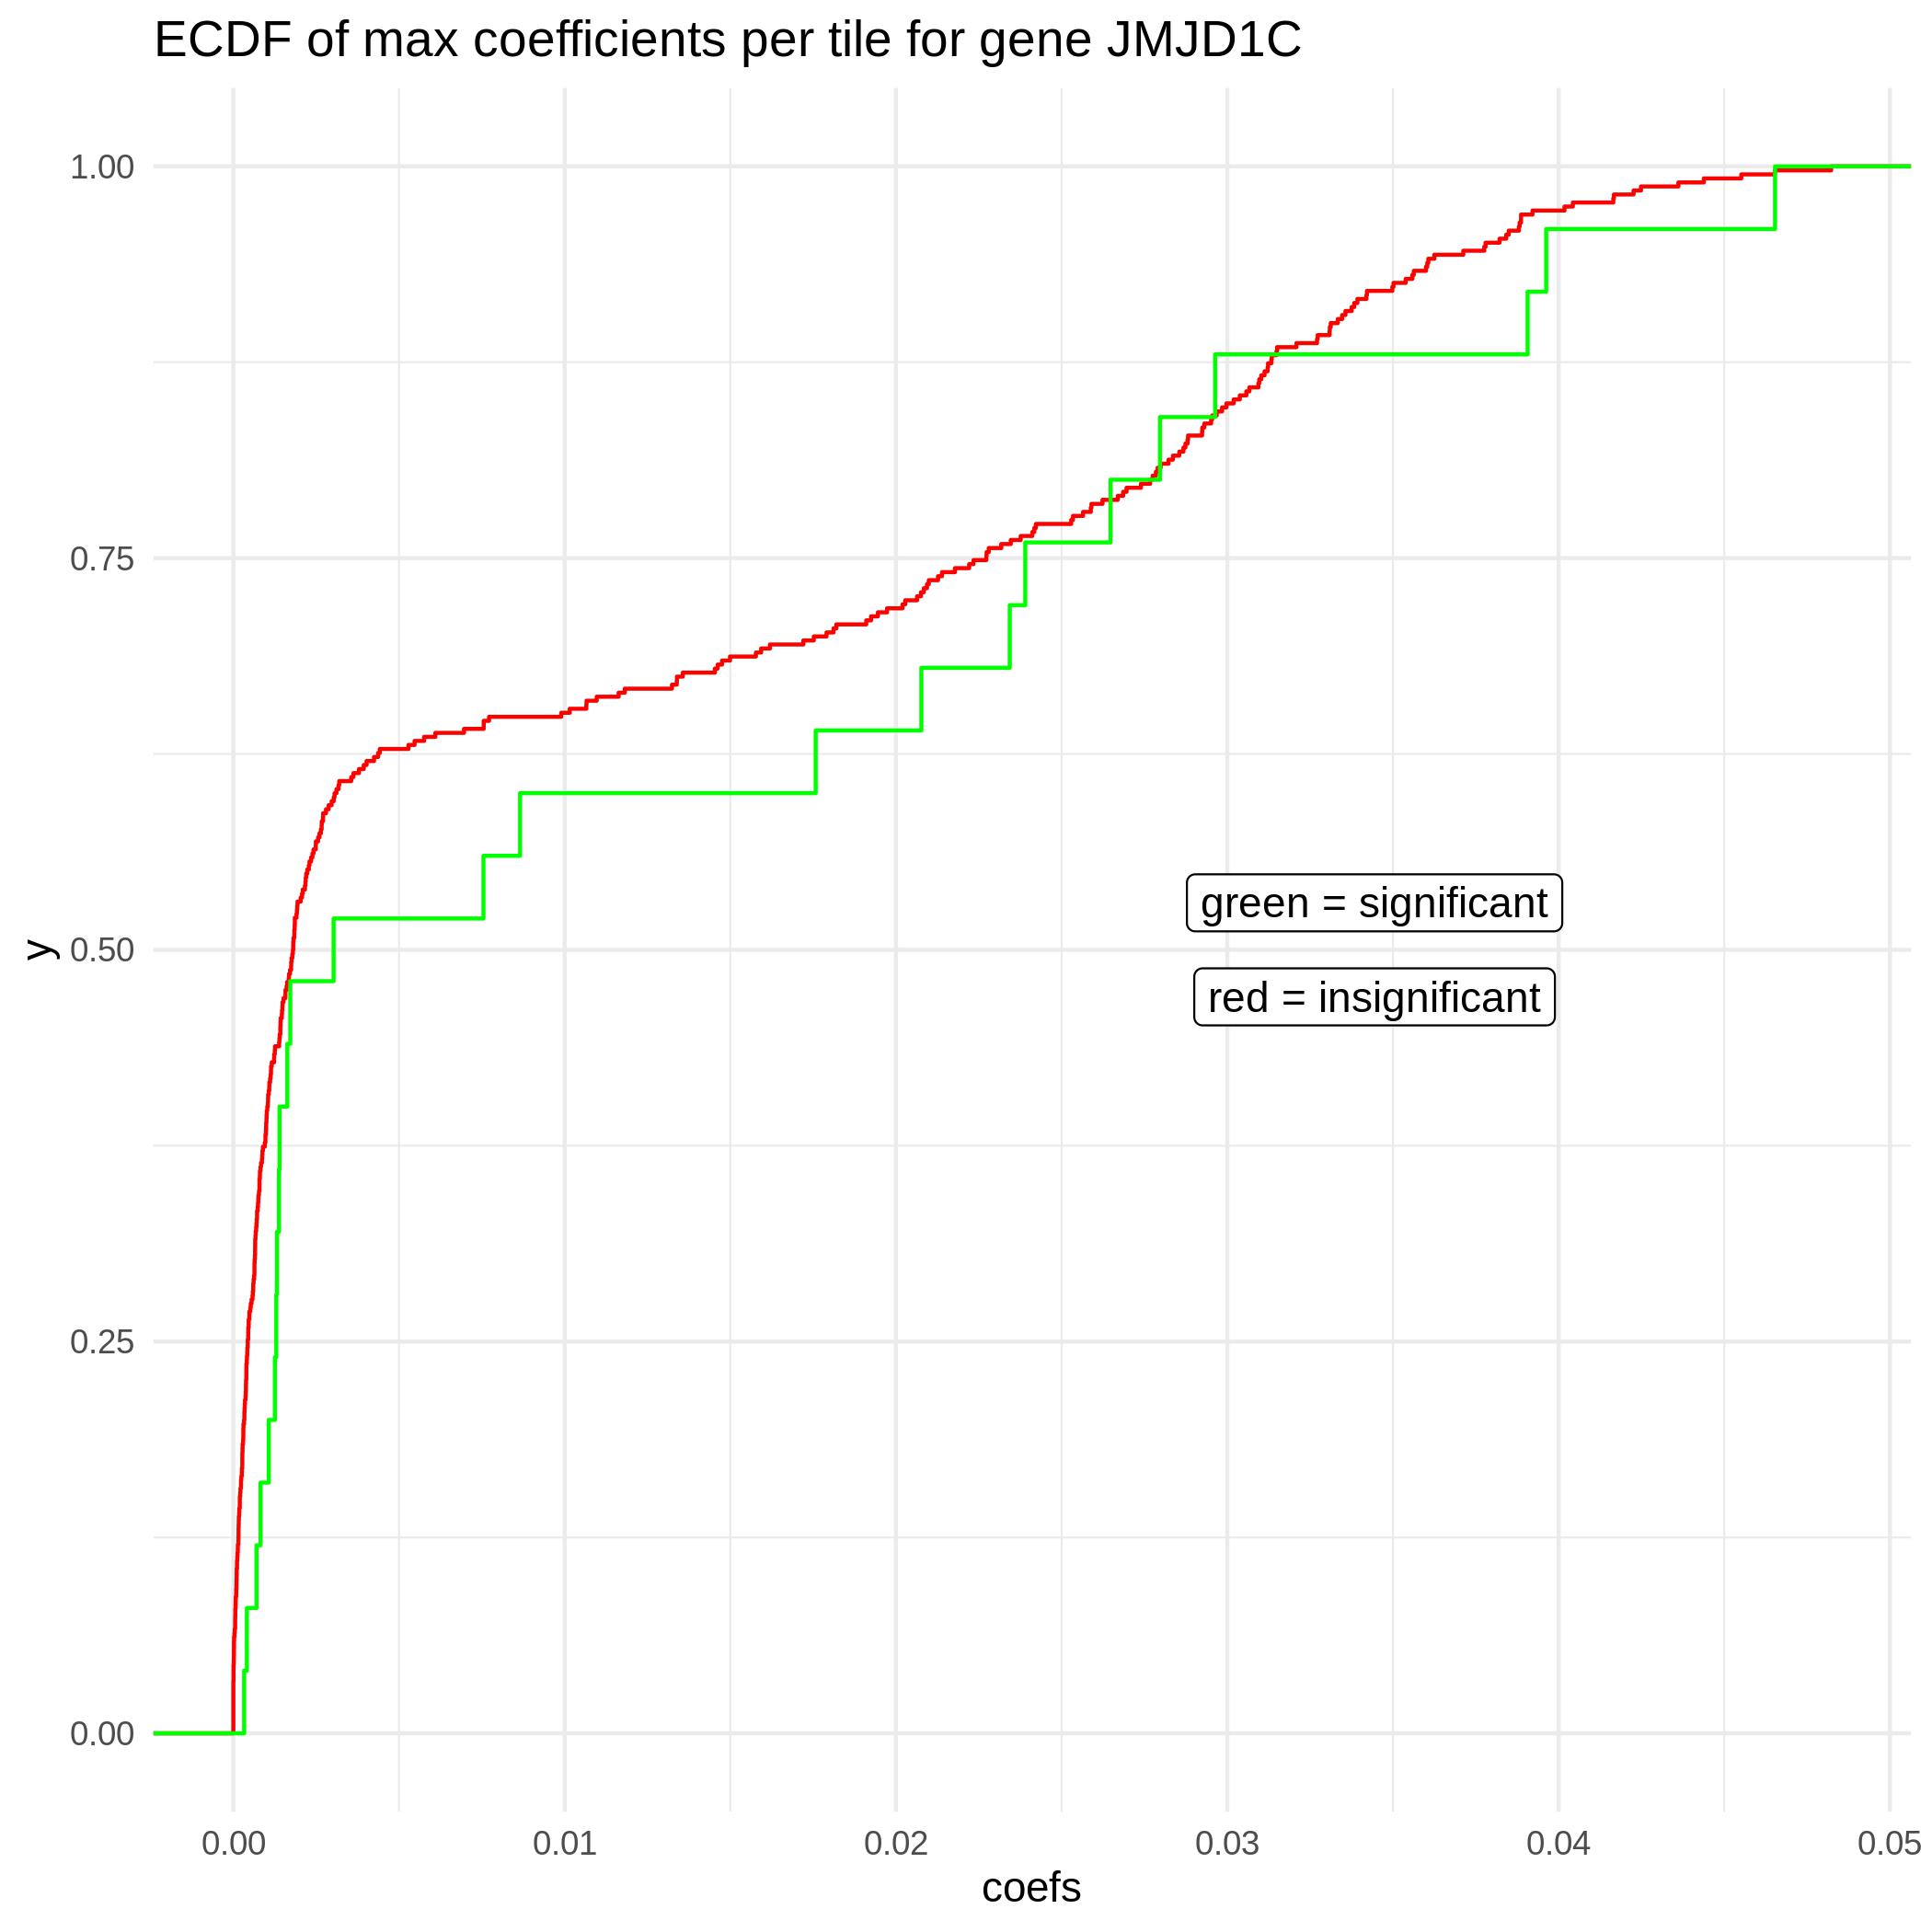 ECDF of max coefficients per tile for gene JMJD1C
1.00
0.75
0.50
0.25
0.00
y
green = significant
red = insignificant
0.00 0.01 0.02 0.03 0.04 0.05
coefs